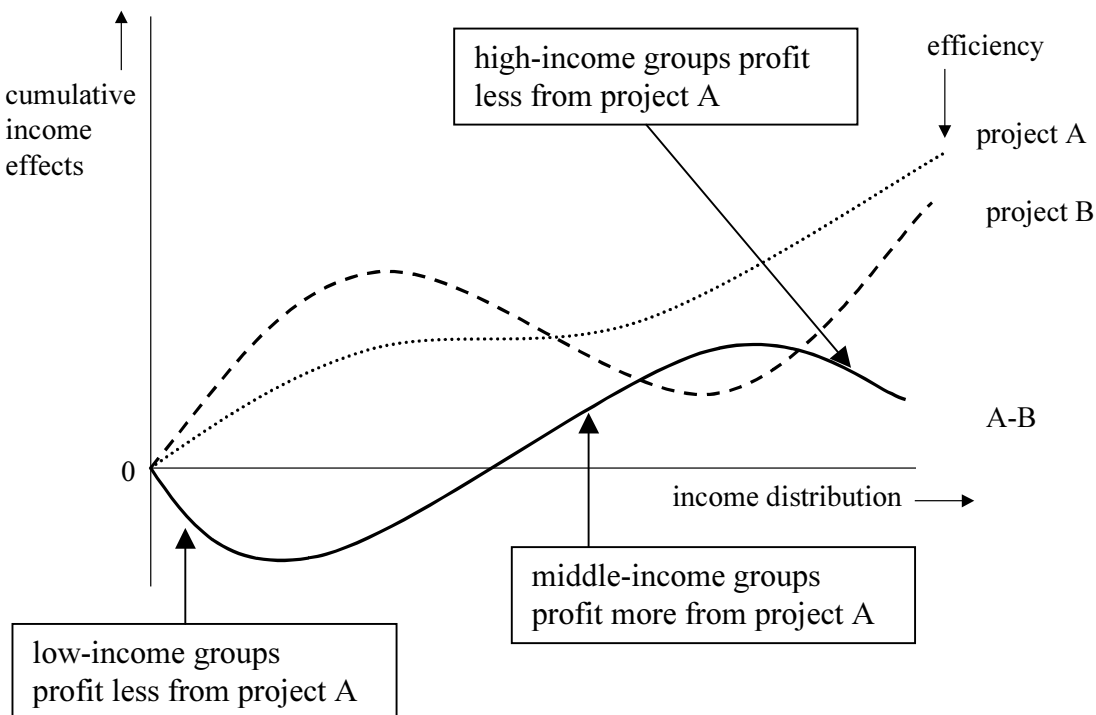 high-income groups profit
less from project A
efficiency
cumulative
income
effects
project A
project B
A-B
0
income distribution
middle-income groups
profit more from project A
low-income groups
profit less from project A